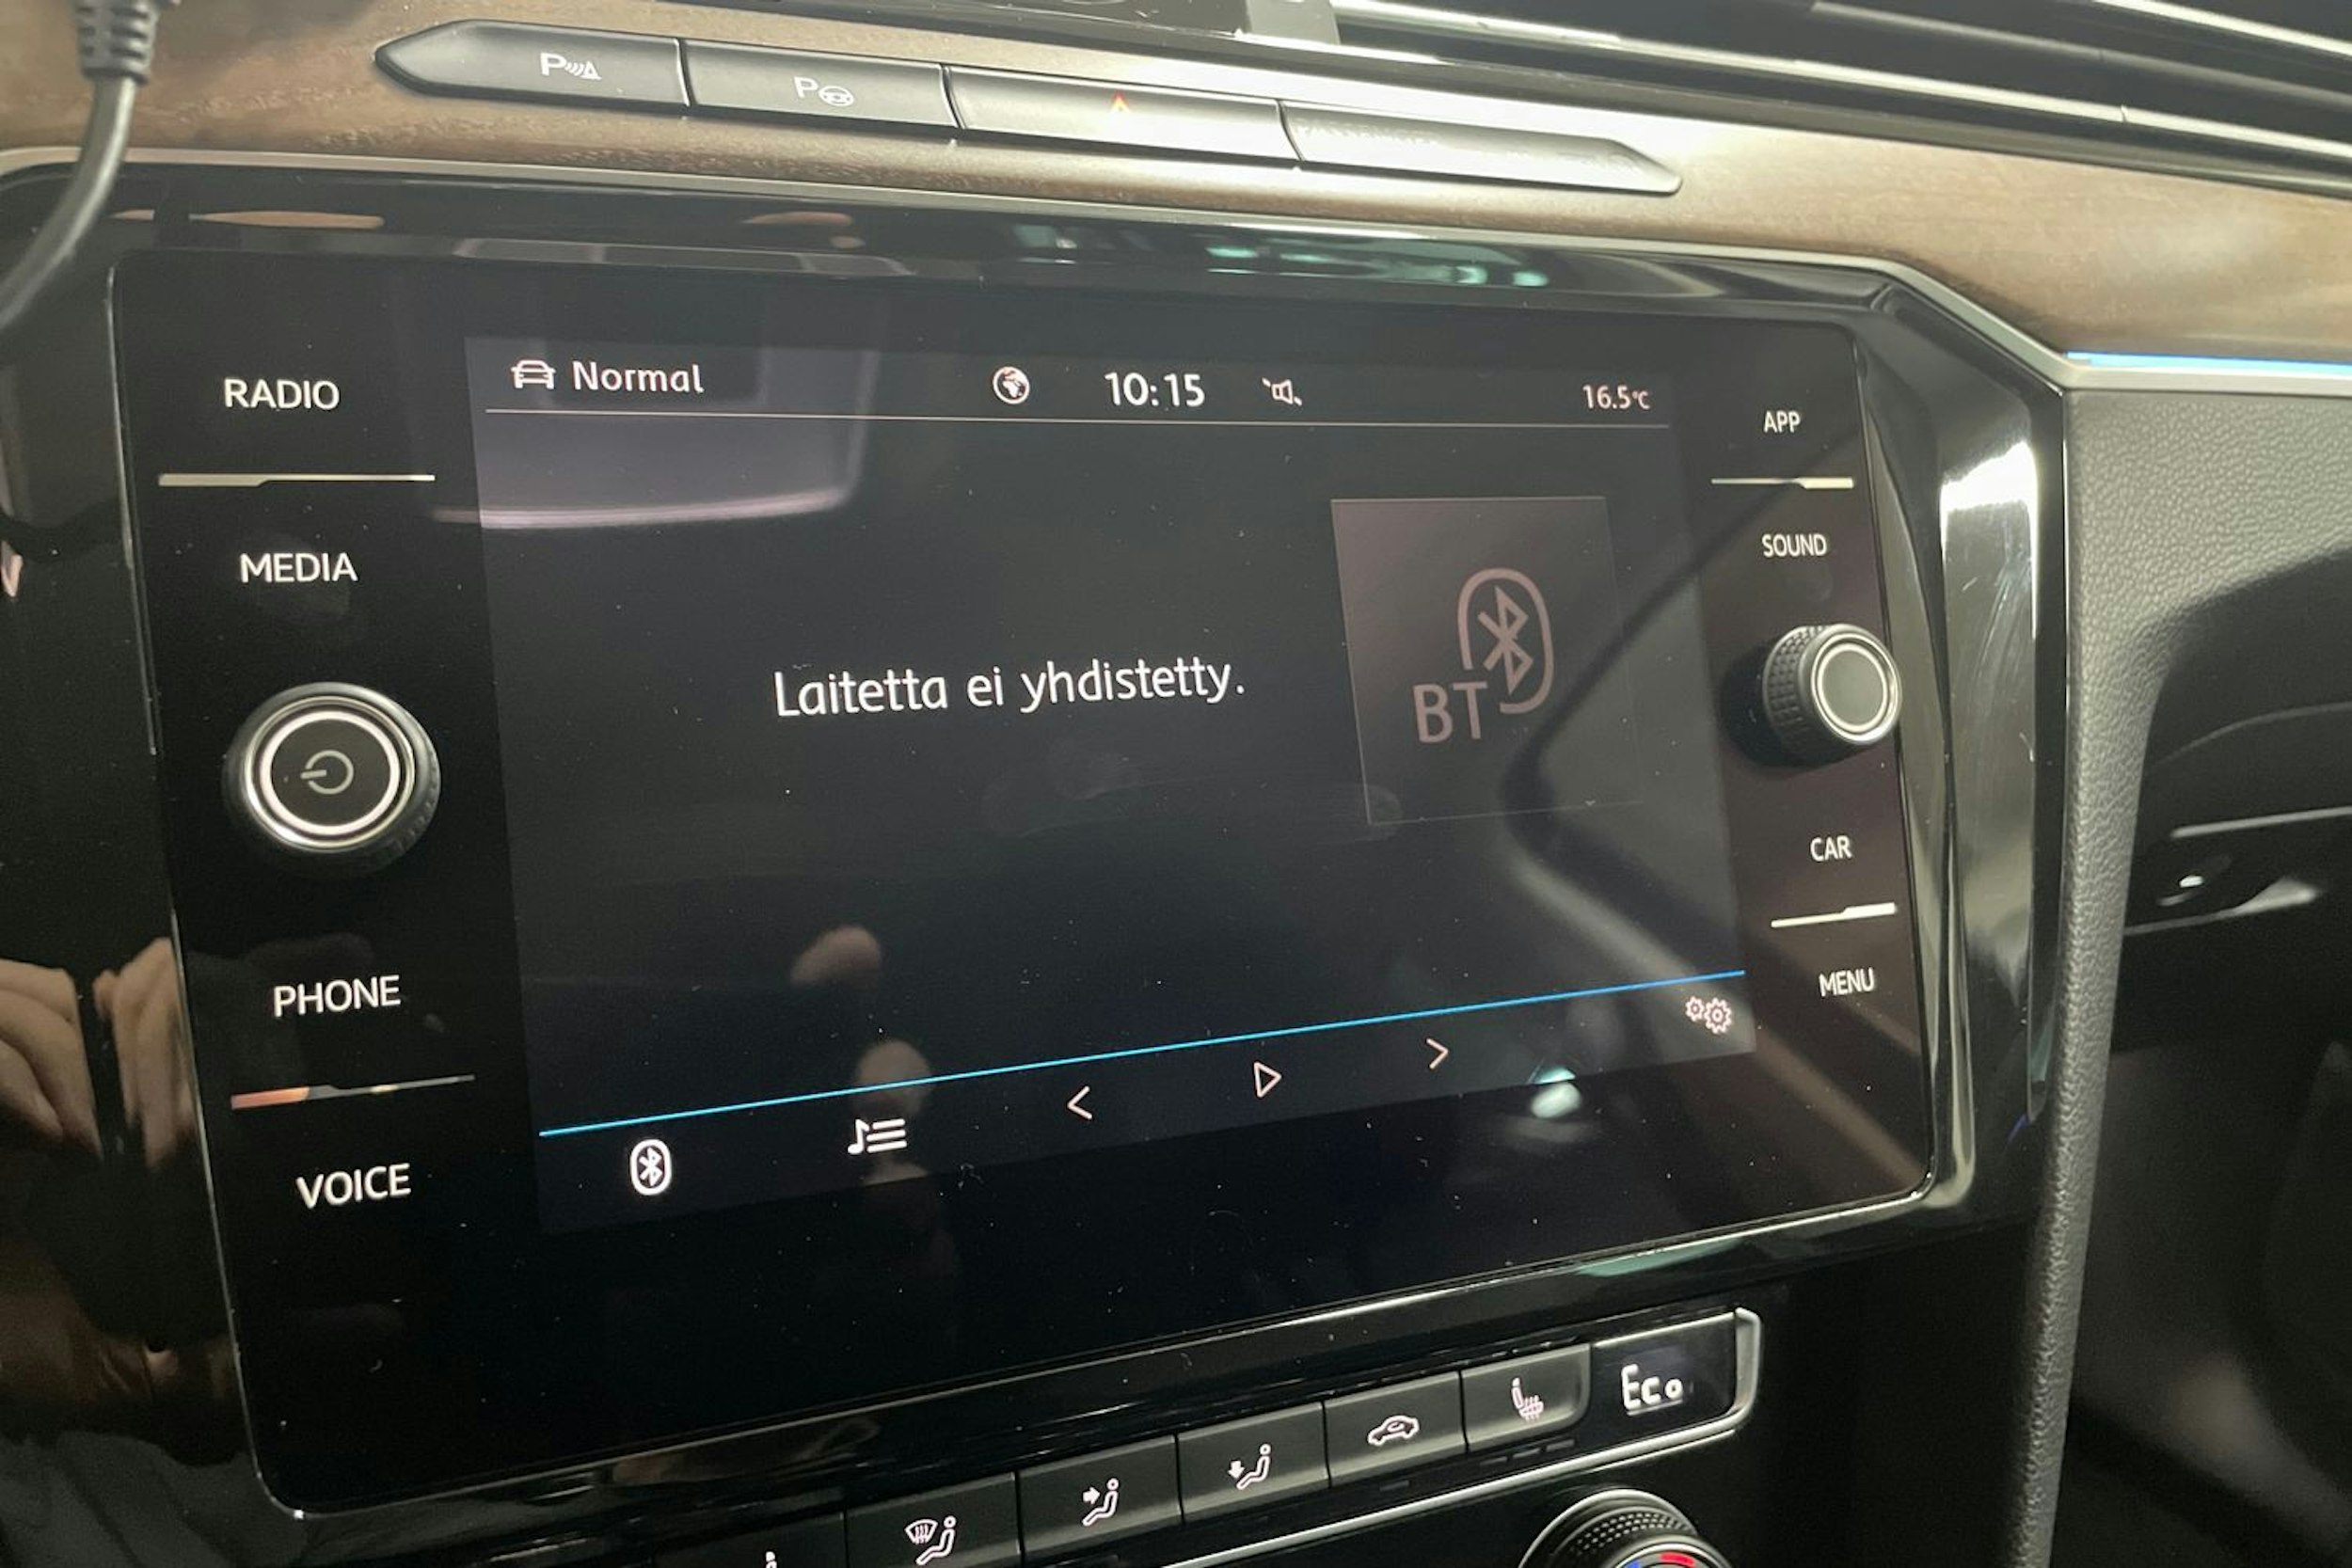 P
P
RADIO
MEDIA
PHONE
VOICE
Normal
10:15
16.5°C
Laitetta ei yhdistetty.
BT
APP
SOUND
CAR
MENU
Eco